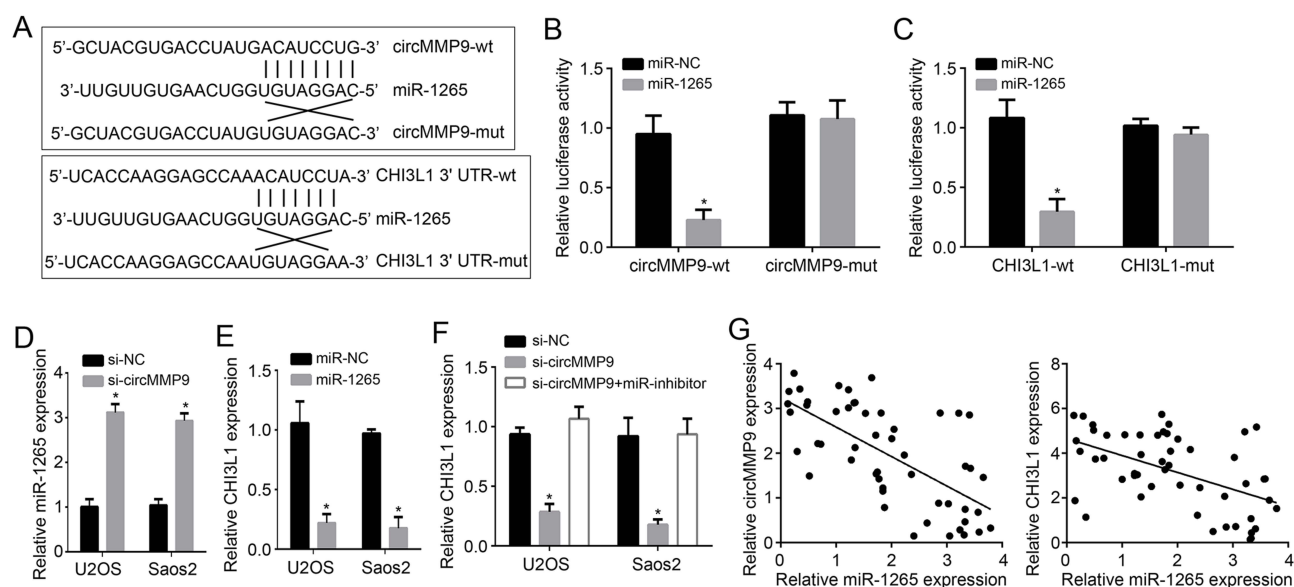 A
5'-GCUACGUGACCUAUGACAUCCUG-3' circMMP9-wt
3'-UUGUUGUGAACUGGUGUAGGAC-5' miR-1265
5'-GCUACGUGACCUAUGUGUAGGAC-3' circMMP9-mut
5'-UCACCAAGGAGCCAAACAUCCUA-3' CHI3L1 3' UTR-wt
3'-UUGUUGUGAACUGGUGUAGGAC-5' miR-1265
5'-UCACCAAGGAGCCAAUGUAGGAA-3' CHI3L1 3' UTR-mut
B
Relative luciferase activity
miR-NC
miR-1265
1.5
1.0
0.5
0.0
*
circMMP9-wt circMMP9-mut
C
Relative luciferase activity
miR-NC
miR-1265
1.5
1.0
0.5
0.0
*
CHI3L1-wt CHI3L1-mut
D
Relative miR-1265 expression
si-NC
si-circMMP9
4
3
2
1
0
* *
U2OS Saos2
E
Relative CHI3L1 expression
miR-NC
miR-1265
1.5
1.0
0.5
0.0
* *
U2OS Saos2
F
Relative CHI3L1 expression
si-NC
si-circMMP9
si-circMMP9+miR-inhibitor
1.5
1.0
0.5
0.0
* *
U2OS Saos2
G
Relative circMMP9 expression
4
3
2
1
0
0 1 2 3 4
Relative miR-1265 expression
Relative CHI3L1 expression
8
6
4
2
0
0 1 2 3 4
Relative miR-1265 expression